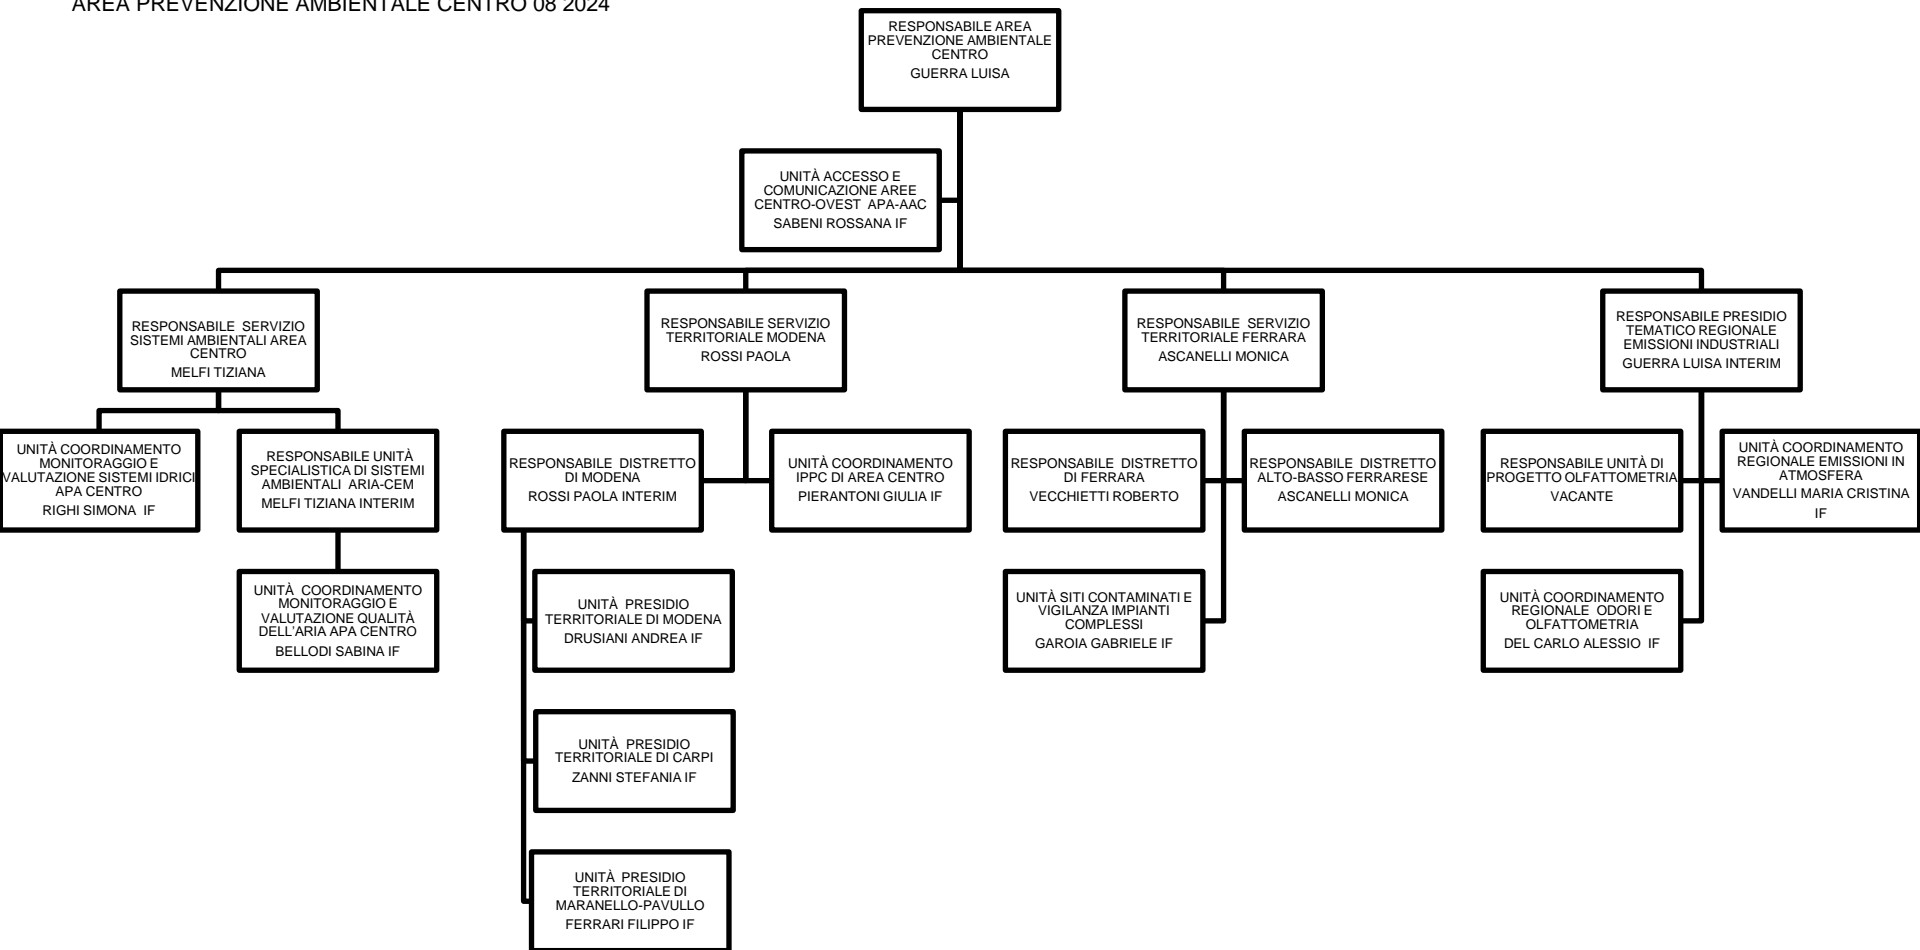 AREA PREVENZIONE AMBIENTALE CENTRO 08 2024
RESPONSABILE AREA
PREVENZIONE AMBIENTALE
CENTRO
GUERRA LUISA
UNITÀ ACCESSO E
COMUNICAZIONE AREE
CENTRO-OVEST APA-AAC
SABENI ROSSANA IF
RESPONSABILE SERVIZIO
SISTEMI AMBIENTALI AREA
CENTRO
MELFI TIZIANA
RESPONSABILE SERVIZIO
TERRITORIALE MODENA
ROSSI PAOLA
RESPONSABILE SERVIZIO
TERRITORIALE FERRARA
ASCANELLI MONICA
RESPONSABILE PRESIDIO
TEMATICO REGIONALE
EMISSIONI INDUSTRIALI
GUERRA LUISA INTERIM
UNITÀ COORDINAMENTO
MONITORAGGIO E
VALUTAZIONE SISTEMI IDRICI
APA CENTRO
RIGHI SIMONA IF
RESPONSABILE UNITÀ
SPECIALISTICA DI SISTEMI
AMBIENTALI ARIA-CEM
MELFI TIZIANA INTERIM
RESPONSABILE DISTRETTO
DI MODENA
ROSSI PAOLA INTERIM
UNITÀ COORDINAMENTO
IPPC DI AREA CENTRO
PIERANTONI GIULIA IF
RESPONSABILE DISTRETTO
DI FERRARA
VECCHIETTI ROBERTO
RESPONSABILE DISTRETTO
ALTO-BASSO FERRARESE
ASCANELLI MONICA
RESPONSABILE UNITÀ DI
PROGETTO OLFATTOMETRIA
VACANTE
UNITÀ COORDINAMENTO
REGIONALE EMISSIONI IN
ATMOSFERA
VANDELLI MARIA CRISTINA
IF
UNITÀ COORDINAMENTO
MONITORAGGIO E
VALUTAZIONE QUALITÀ
DELL'ARIA APA CENTRO
BELLODI SABINA IF
UNITÀ PRESIDIO
TERRITORIALE DI MODENA
DRUSIANI ANDREA IF
UNITÀ SITI CONTAMINATI E
VIGILANZA IMPIANTI
COMPLESSI
GAROIA GABRIELE IF
UNITÀ COORDINAMENTO
REGIONALE ODORI E
OLFATTOMETRIA
DEL CARLO ALESSIO IF
UNITÀ PRESIDIO
TERRITORIALE DI CARPI
ZANNI STEFANIA IF
UNITÀ PRESIDIO
TERRITORIALE DI
MARANELLO-PAVULLO
FERRARI FILIPPO IF